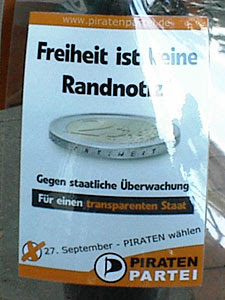 www.piratenpartei.de
Freiheit ist keine
Randnotiz
FREIHEIT
Gegen staatliche Überwachung
Für einen transparenten Staat
27. September - PIRATEN wählen
PIRATEN
PARTEI